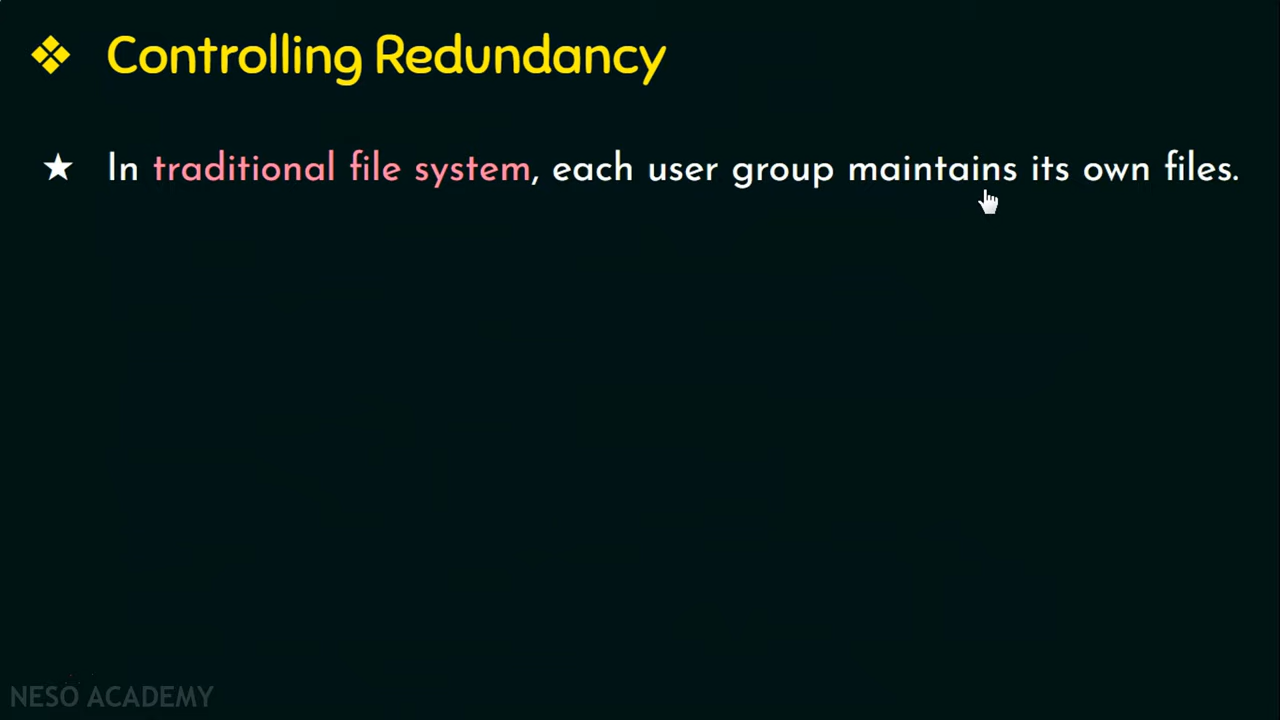 Controlling Redundancy
In traditional file system, each user group maintains its own files.
NESO ACADEMY